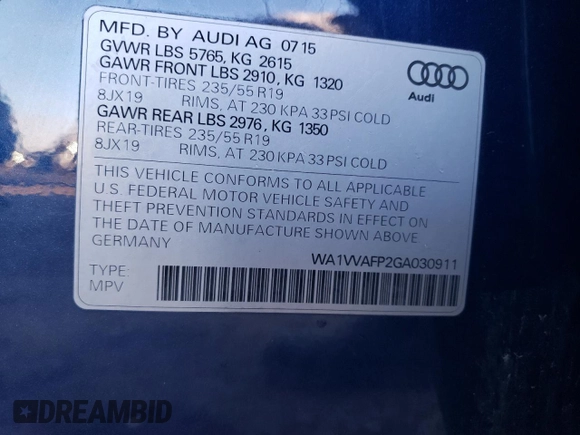 MFD. BY AUDI AG 07 15
GVWR LBS 5765, KG 2615
GAWR FRONT LBS 2910, KG 1320
FRONT-TIRES 235/55 R19
8JX19 RIMS, AT 230 KPA 33 PSI COLD
GAWR REAR LBS 2976, KG 1350
REAR-TIRES 235/55 R19
8JX19 RIMS, AT 230 KPA 33 PSI COLD
Audi
THIS VEHICLE CONFORMS TO ALL APPLICABLE
U.S. FEDERAL MOTOR VEHICLE SAFETY AND
THEFT PREVENTION STANDARDS IN EFFECT ON
THE DATE OF MANUFACTURE SHOWN ABOVE
GERMANY
WA1VVAFP2GA030911
TYPE:
MPV
DREAMBID